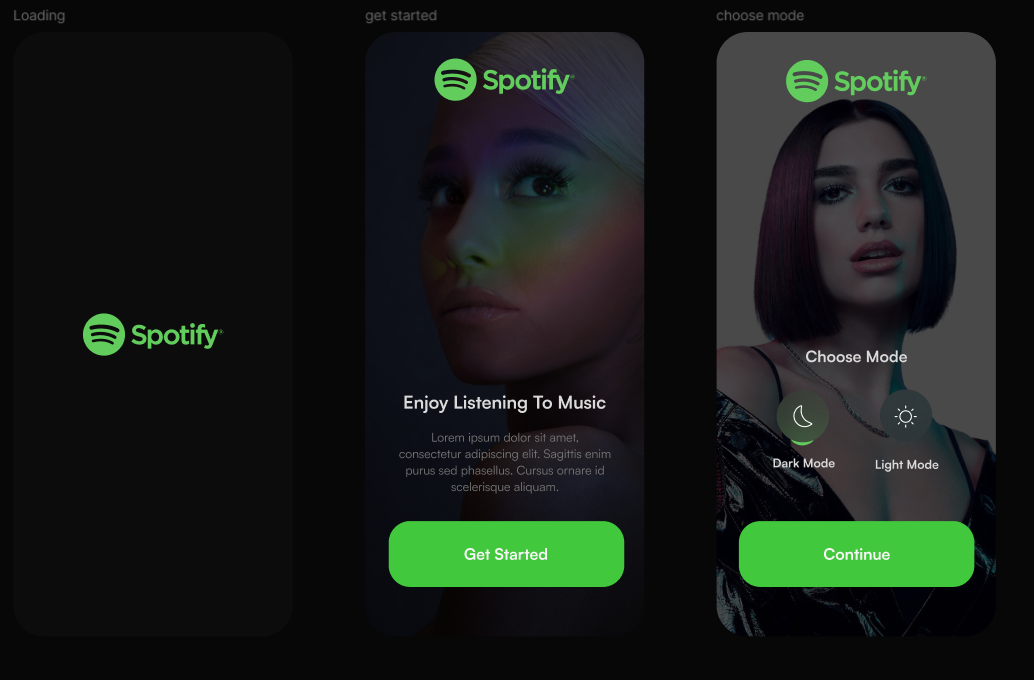 Loading
get started
choose mode
Spotify®
Spotify®
Spotify®
Enjoy Listening To Music
Lorem ipsum dolor sit amet,
consectetur adipiscing elit. Sagittis enim
purus sed phasellus. Cursus ornare id
scelerisque aliquam.
Get Started
Choose Mode
Dark Mode
Light Mode
Continue